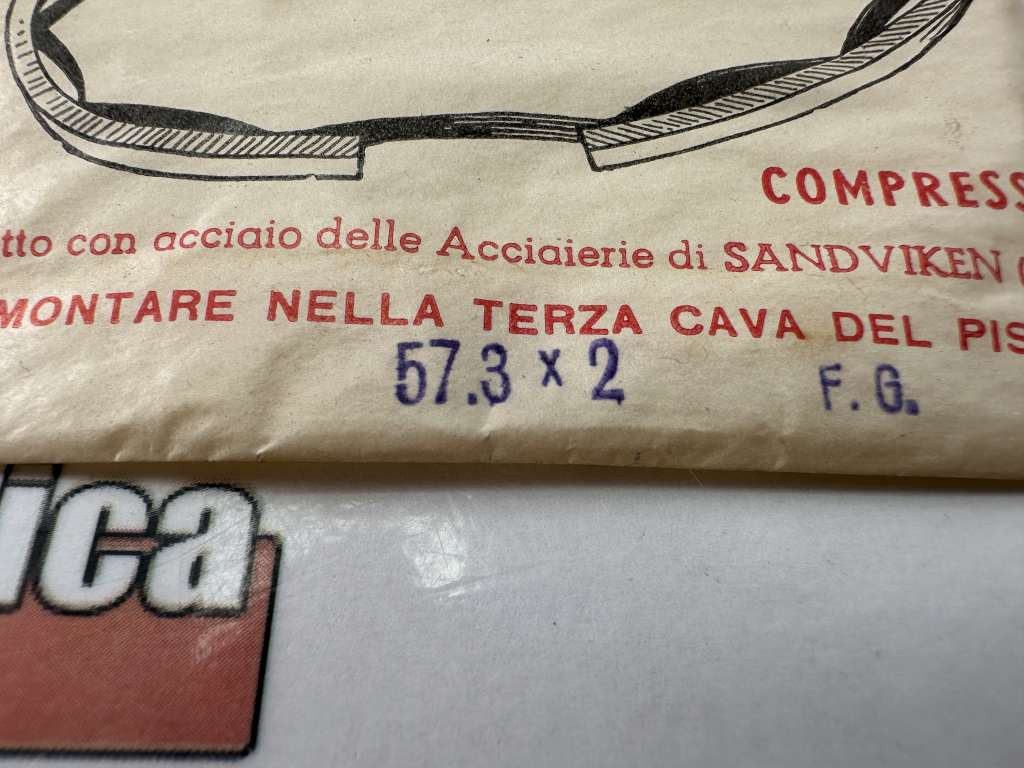 COMPRESS
tto con acciaio delle Acciaierie di SANDVIKEN (
MONTARE NELLA TERZA CAVA DEL PIS
57.3 x 2 F. G.
ica